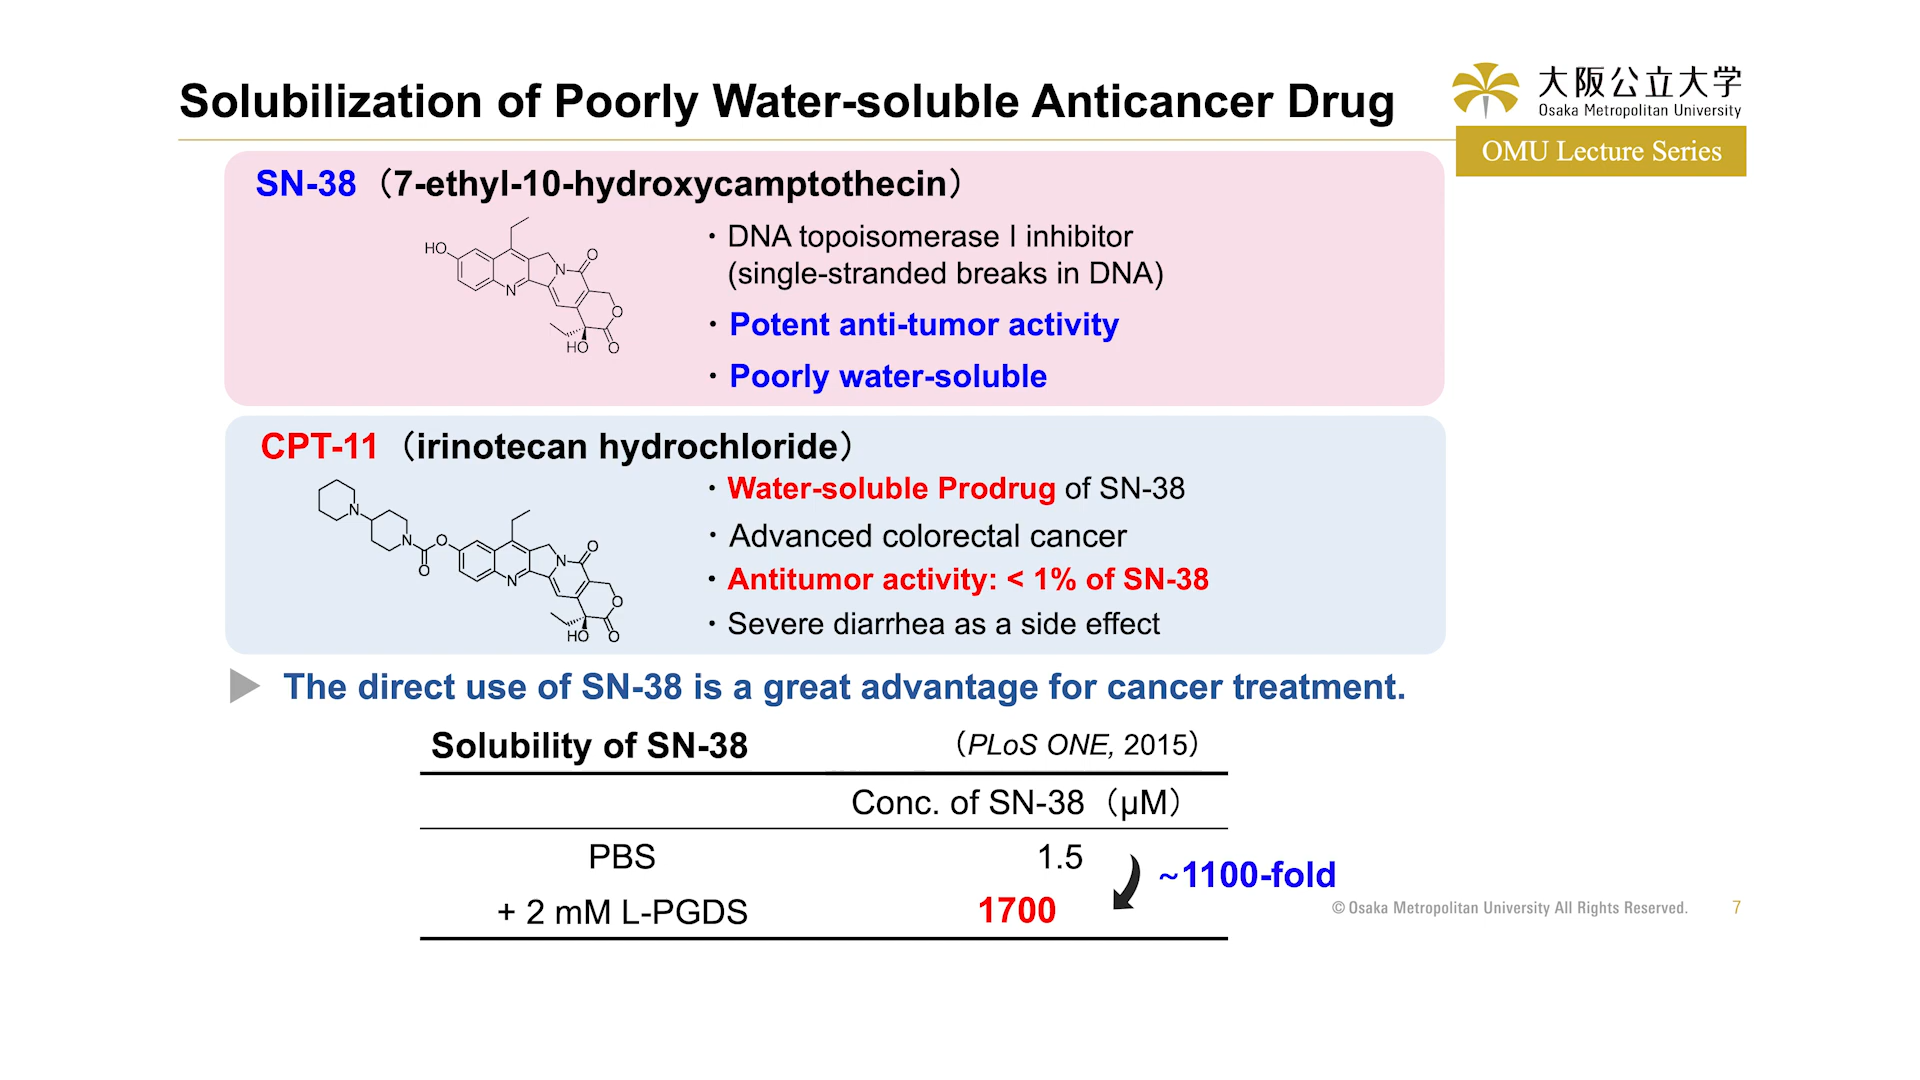 Solubilization of Poorly Water-soluble Anticancer Drug
大阪公立大学
Osaka Metropolitan University
OMU Lecture Series
SN-38（7-ethyl-10-hydroxycamptothecin）
HO
N
N
O
O
HO
O
・DNA topoisomerase I inhibitor
(single-stranded breaks in DNA)
・Potent anti-tumor activity
・Poorly water-soluble
CPT-11（irinotecan hydrochloride）
N
N
O
O
N
N
O
O
HO
O
・Water-soluble Prodrug of SN-38
・Advanced colorectal cancer
・Antitumor activity: < 1% of SN-38
・Severe diarrhea as a side effect
The direct use of SN-38 is a great advantage for cancer treatment.
Solubility of SN-38 （PLoS ONE, 2015）
Conc. of SN-38（μM）
PBS 1.5
~1100-fold
+ 2 mM L-PGDS 1700
© Osaka Metropolitan University All Rights Reserved. 7